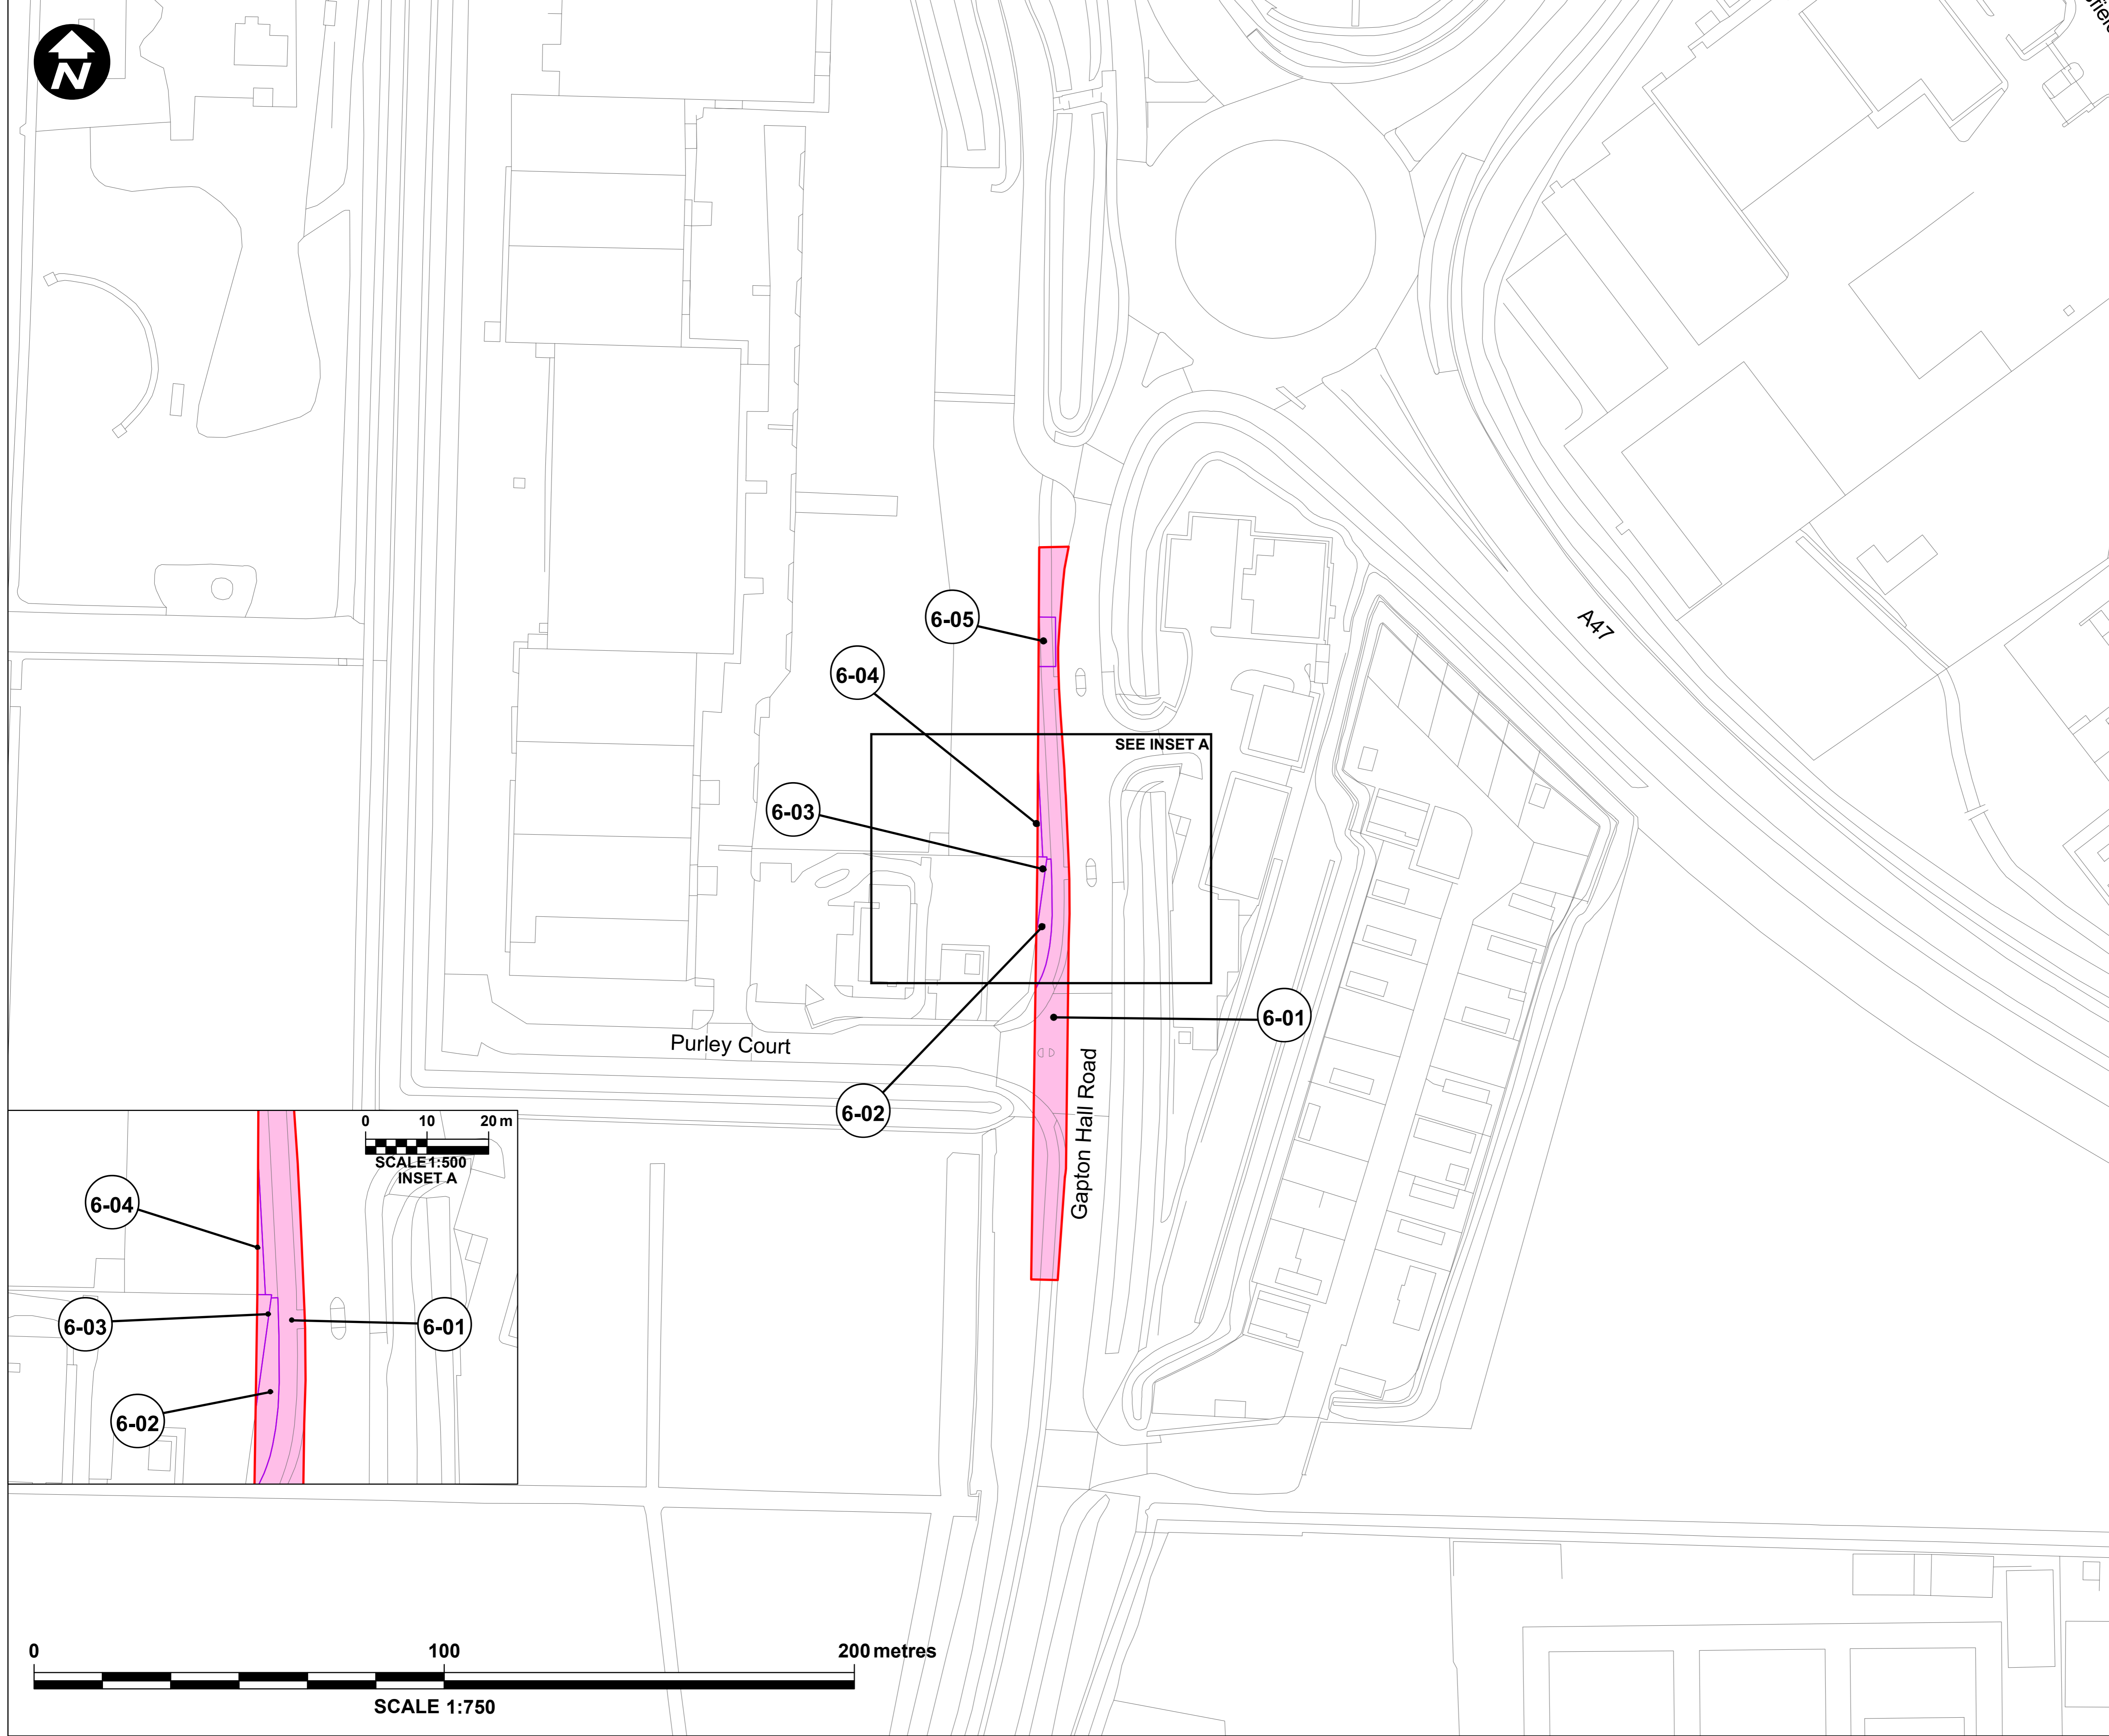 N
6-05
6-04
A47
SEE INSET A
6-03
6-01
Purley Court
Gapton Hall Road
6-02
0 10 20 m
SCALE 1:500
INSET A
6-04
6-03
6-01
6-02
0 100 200 metres
SCALE 1:750